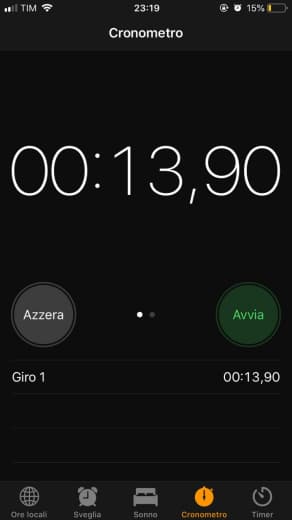 TIM 23:19 15%
Cronometro
00:13,90
Azzera Avvia
Giro 1 00:13,90
Ore locali Sveglia Sonno Cronometro Timer